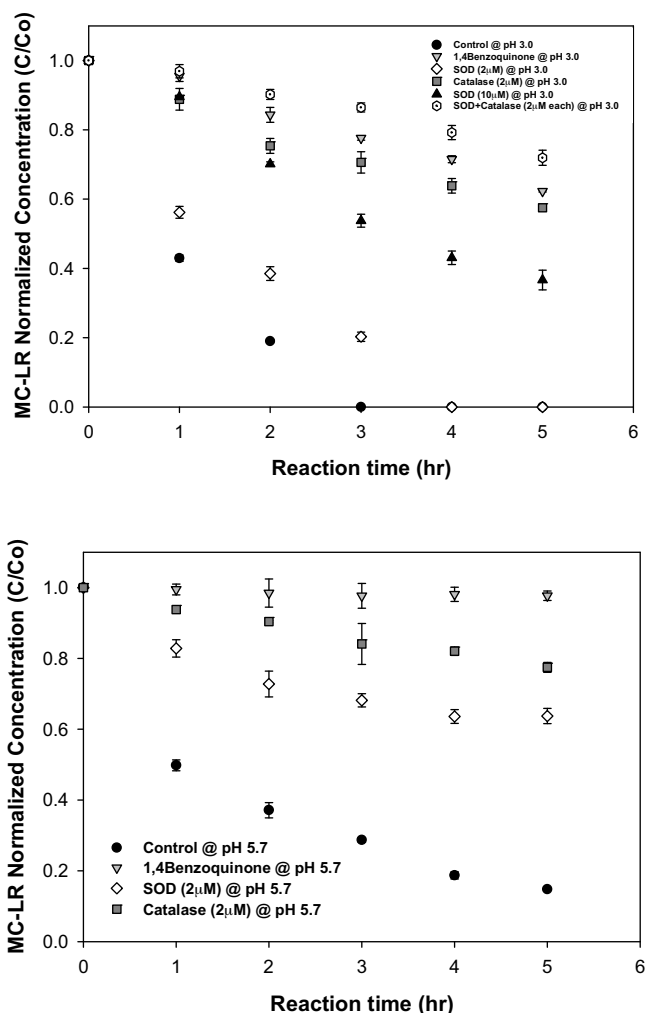 Control @ pH 3.0
1,4Benzoquinone @ pH 3.0
SOD (2μM) @ pH 3.0
Catalase (2μM) @ pH 3.0
SOD (10μM) @ pH 3.0
SOD+Catalase (2μM each) @ pH 3.0
MC-LR Normalized Concentration (C/Co)
1.0
0.8
0.6
0.4
0.2
0.0
0 1 2 3 4 5 6
Reaction time (hr)
MC-LR Normalized Concentration (C/Co)
1.0
0.8
0.6
0.4
0.2
0.0
Control @ pH 5.7
1,4Benzoquinone @ pH 5.7
SOD (2μM) @ pH 5.7
Catalase (2μM) @ pH 5.7
0 1 2 3 4 5 6
Reaction time (hr)